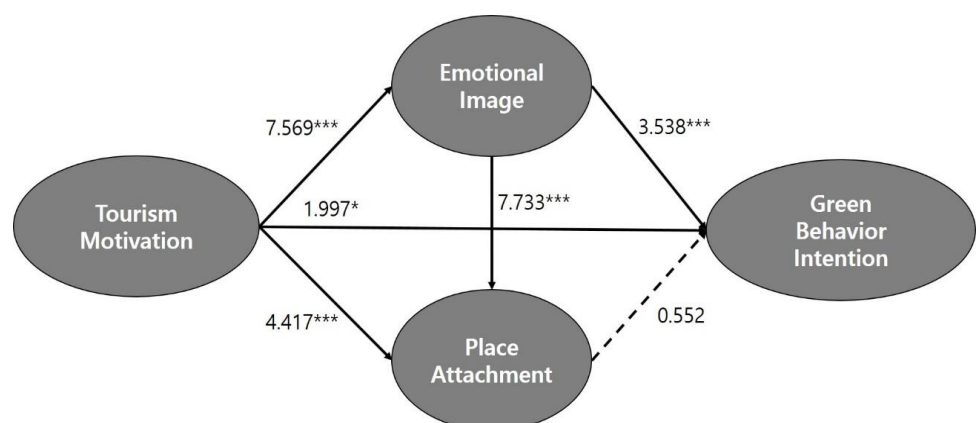 Emotional
Image
7.569***
3.538***
Tourism
Motivation
1.997*
7.733***
Green
Behavior
Intention
4.417***
0.552
Place
Attachment